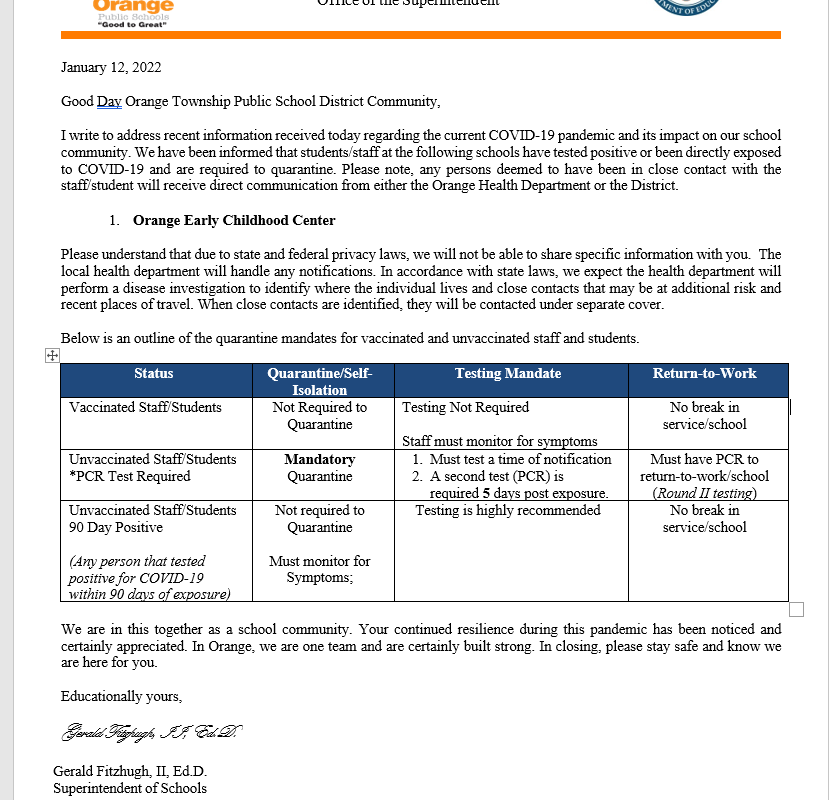 Orange
Public Schools
"Good to Great"
Office of the Superintendent
MENT OF EDUC
January 12, 2022
Good Day Orange Township Public School District Community,
I write to address recent information received today regarding the current COVID-19 pandemic and its impact on our school
community. We have been informed that students/staff at the following schools have tested positive or been directly exposed
to COVID-19 and are required to quarantine. Please note, any persons deemed to have been in close contact with the
staff/student will receive direct communication from either the Orange Health Department or the District.
1. Orange Early Childhood Center
Please understand that due to state and federal privacy laws, we will not be able to share specific information with you. The
local health department will handle any notifications. In accordance with state laws, we expect the health department will
perform a disease investigation to identify where the individual lives and close contacts that may be at additional risk and
recent places of travel. When close contacts are identified, they will be contacted under separate cover.
Below is an outline of the quarantine mandates for vaccinated and unvaccinated staff and students.
Status
Quarantine/Self-
Isolation
Testing Mandate
Return-to-Work
Vaccinated Staff/Students
Not Required to
Quarantine
Testing Not Required
Staff must monitor for symptoms
No break in
service/school
Unvaccinated Staff/Students
*PCR Test Required
Mandatory
Quarantine
1. Must test a time of notification
2. A second test (PCR) is
required 5 days post exposure.
Must have PCR to
return-to-work/school
(Round II testing)
Unvaccinated Staff/Students
90 Day Positive
(Any person that tested
positive for COVID-19
within 90 days of exposure)
Not required to
Quarantine
Must monitor for
Symptoms;
Testing is highly recommended
No break in
service/school
We are in this together as a school community. Your continued resilience during this pandemic has been noticed and
certainly appreciated. In Orange, we are one team and are certainly built strong. In closing, please stay safe and know we
are here for you.
Educationally yours,
Gerald Fitzhugh, II, Ed.D.
Gerald Fitzhugh, II, Ed.D.
Superintendent of Schools